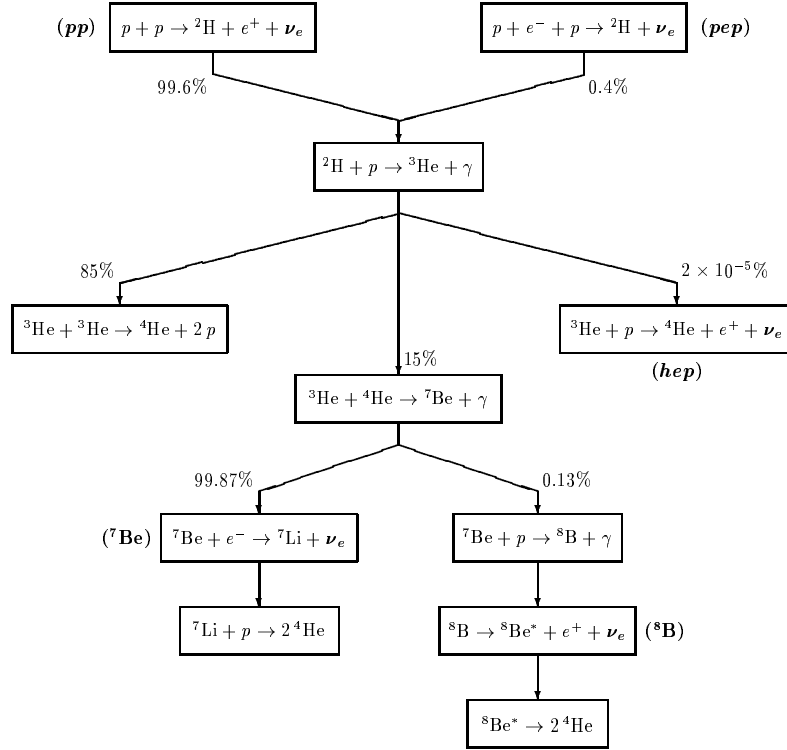 (pp) p + p → ²H + e⁺ + νₑ
p + e⁻ + p → ²H + νₑ (pep)
99.6%
0.4%
²H + p → ³He + γ
85%
2 × 10⁻⁵%
³He + ³He → ⁴He + 2 p
³He + p → ⁴He + e⁺ + νₑ
(hep)
15%
³He + ⁴He → ⁷Be + γ
99.87%
0.13%
(⁷Be) ⁷Be + e⁻ → ⁷Li + νₑ
⁷Be + p → ⁸B + γ
⁷Li + p → 2 ⁴He
⁸B → ⁸Be* + e⁺ + νₑ (⁸B)
⁸Be* → 2 ⁴He